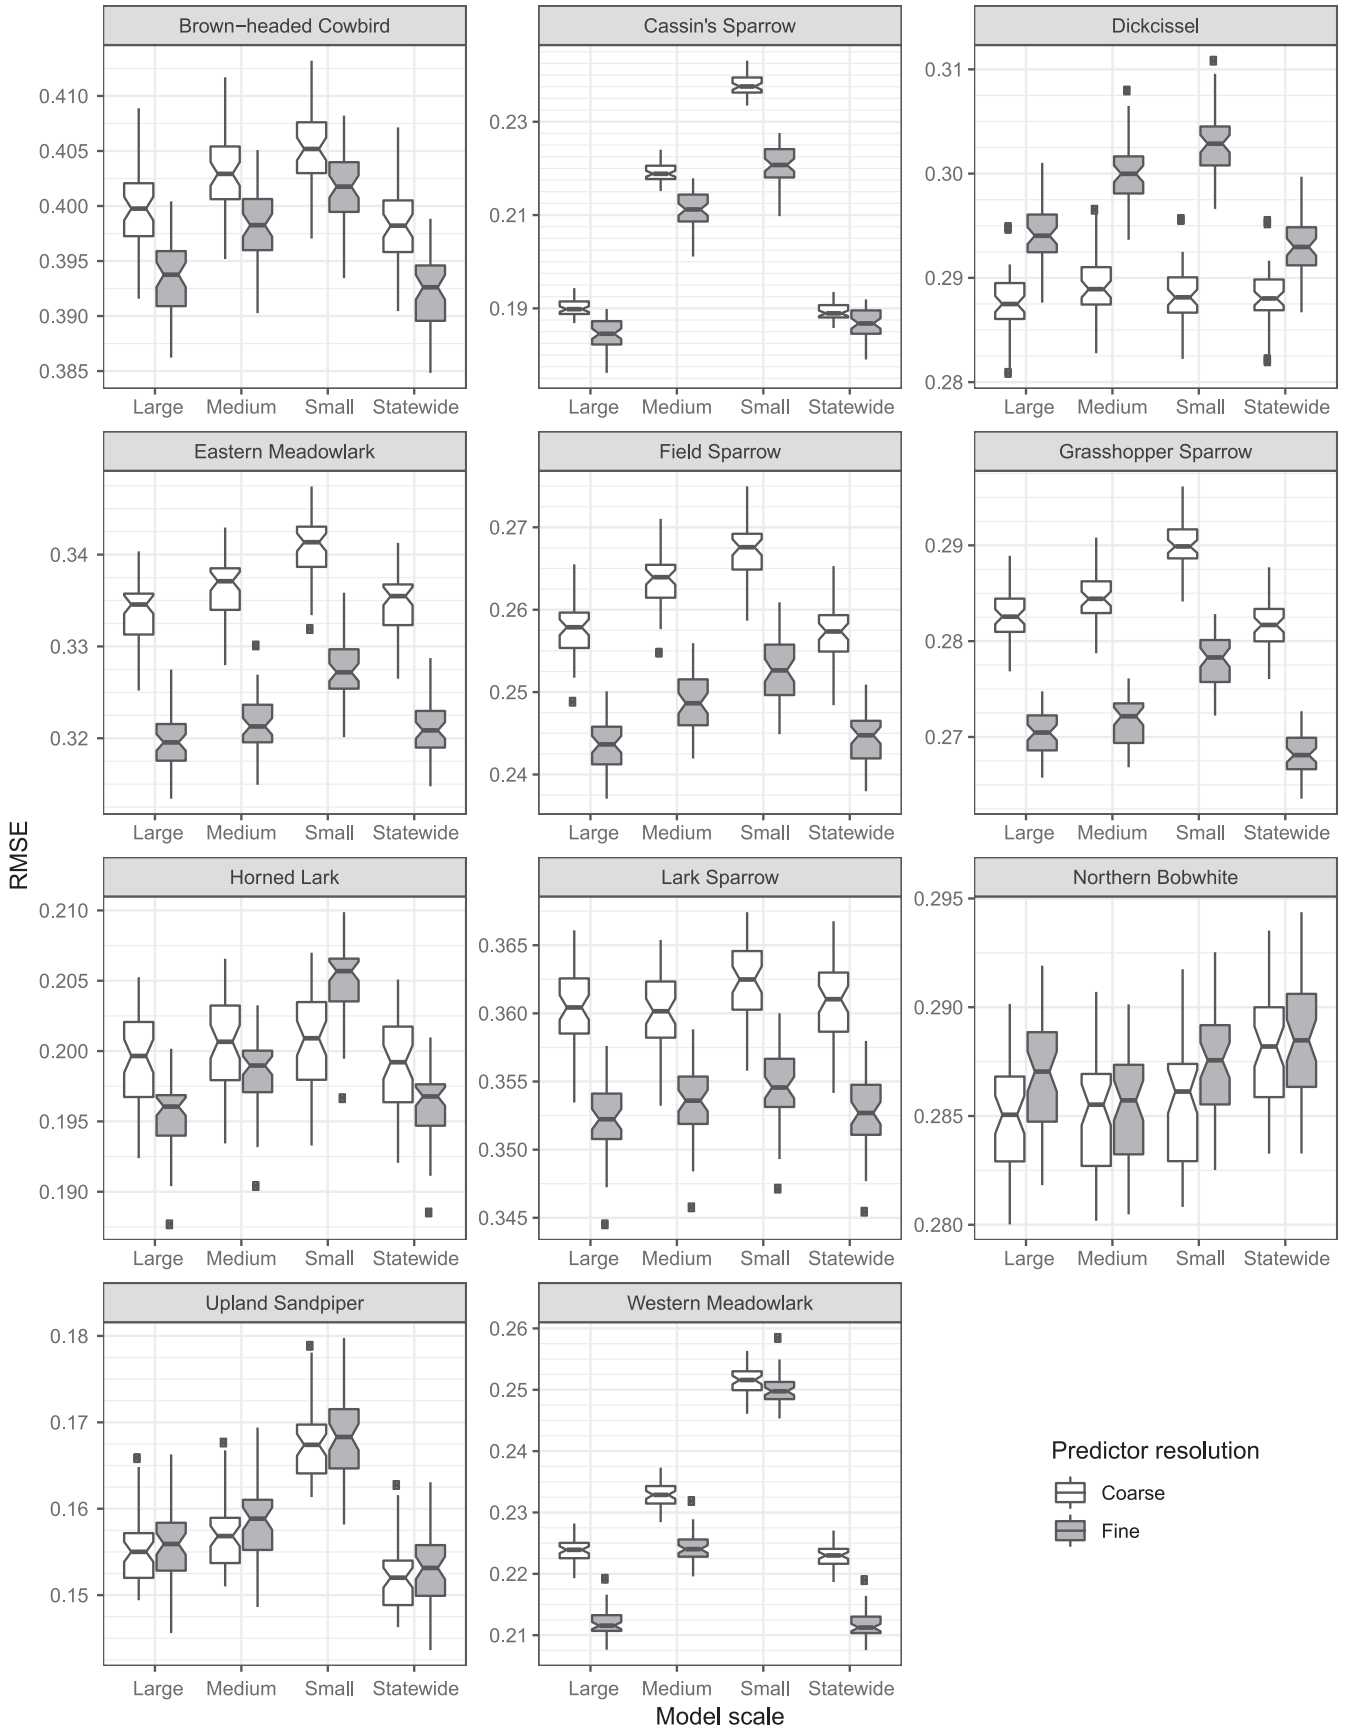 Brown−headed Cowbird
Cassin's Sparrow
Dickcissel
0.410
0.405
0.400
0.395
0.390
0.385
0.23
0.21
0.19
0.31
0.30
0.29
0.28
Large Medium Small Statewide
Large Medium Small Statewide
Large Medium Small Statewide
Eastern Meadowlark
Field Sparrow
Grasshopper Sparrow
0.34
0.33
0.32
0.27
0.26
0.25
0.24
0.29
0.28
0.27
Large Medium Small Statewide
Large Medium Small Statewide
Large Medium Small Statewide
RMSE
Horned Lark
Lark Sparrow
Northern Bobwhite
0.210
0.205
0.200
0.195
0.190
0.365
0.360
0.355
0.350
0.345
0.295
0.290
0.285
0.280
Large Medium Small Statewide
Large Medium Small Statewide
Large Medium Small Statewide
Upland Sandpiper
Western Meadowlark
0.18
0.17
0.16
0.15
0.26
0.25
0.24
0.23
0.22
0.21
Large Medium Small Statewide
Large Medium Small Statewide
Model scale
Predictor resolution
Coarse
Fine